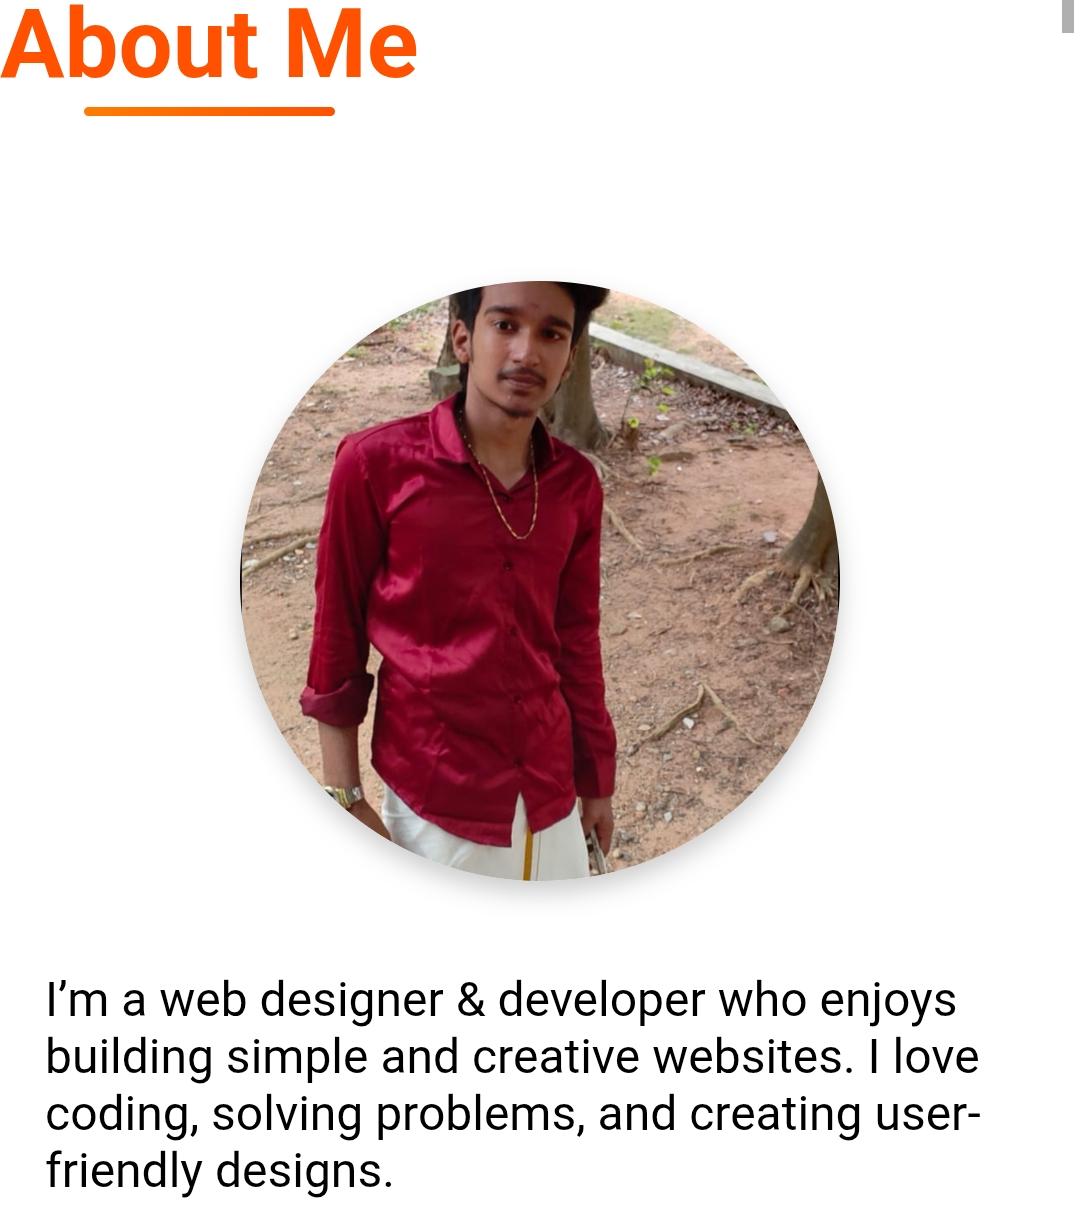 About Me
I’m a web designer & developer who enjoys
building simple and creative websites. I love
coding, solving problems, and creating user-
friendly designs.